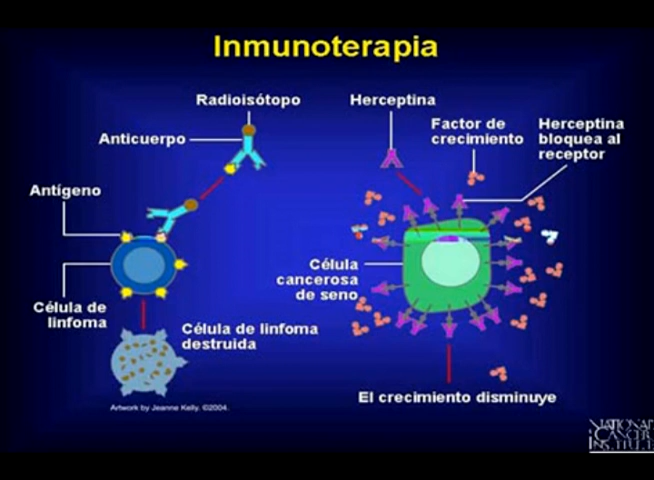 Inmunoterapia
Radioisótopo
Anticuerpo
Antígeno
Célula de
linfoma
Célula de linfoma
destruida
Herceptina
Factor de
crecimiento
Herceptina
bloquea al
receptor
Célula
cancerosa
de seno
El crecimiento disminuye
Artwork by Jeanne Kelly. ©2004.
NATIONAL
CANCER
INSTITUTE